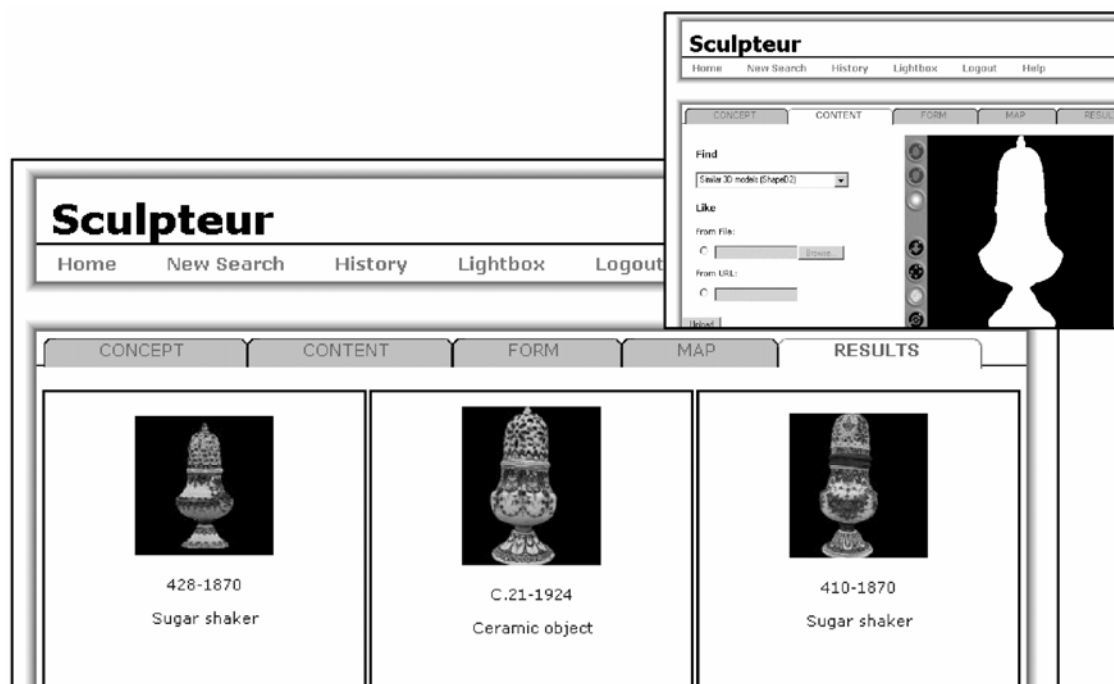 Sculpteur
Home New Search History Lightbox Logout Help
CONCEPT CONTENT FORM MAP
Find
Similar 3D models (ShapeD2)
Like
From File:
Browse...
From URL:
Upload
Sculpteur
Home New Search History Lightbox Logout
CONCEPT CONTENT FORM MAP RESULTS
428-1870
Sugar shaker
C.21-1924
Ceramic object
410-1870
Sugar shaker